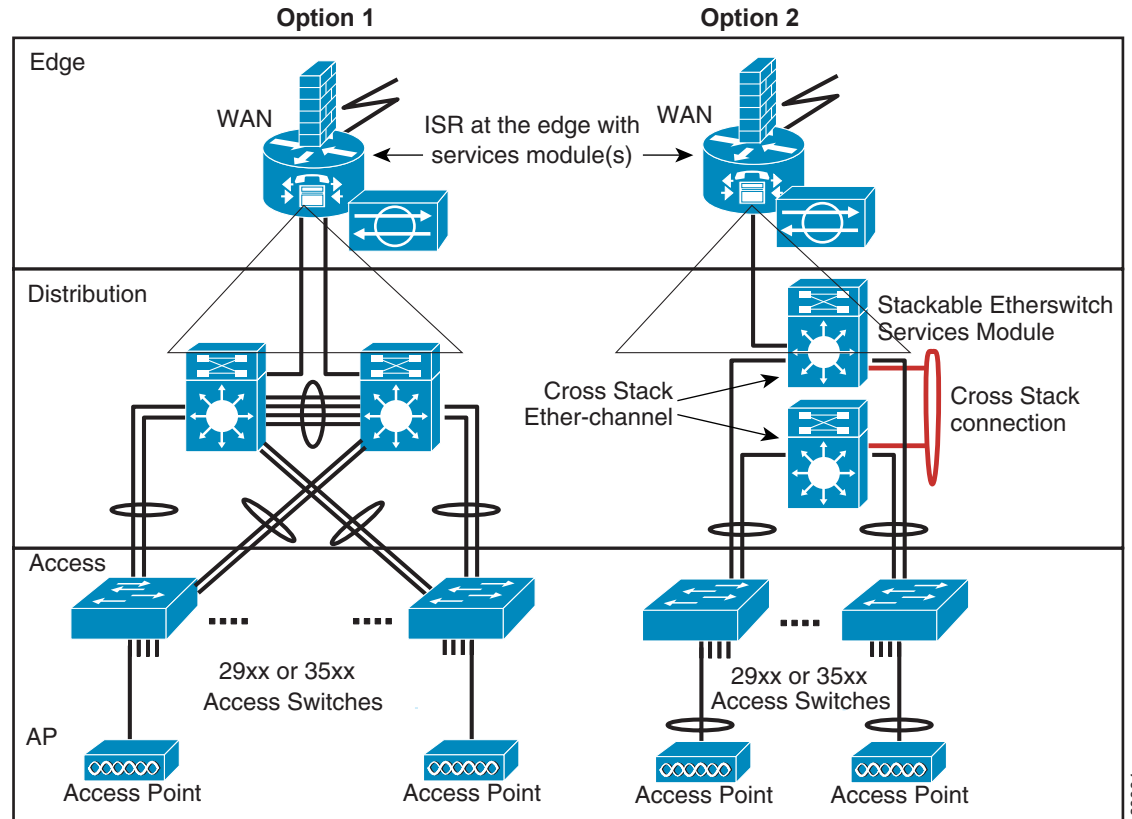 Option 1
Option 2
Edge
WAN
ISR at the edge with
services module(s)
WAN
Distribution
Stackable Etherswitch
Services Module
Cross Stack
Ether-channel
Cross Stack
connection
Access
29xx or 35xx
Access Switches
29xx or 35xx
Access Switches
AP
Access Point
Access Point
Access Point
Access Point